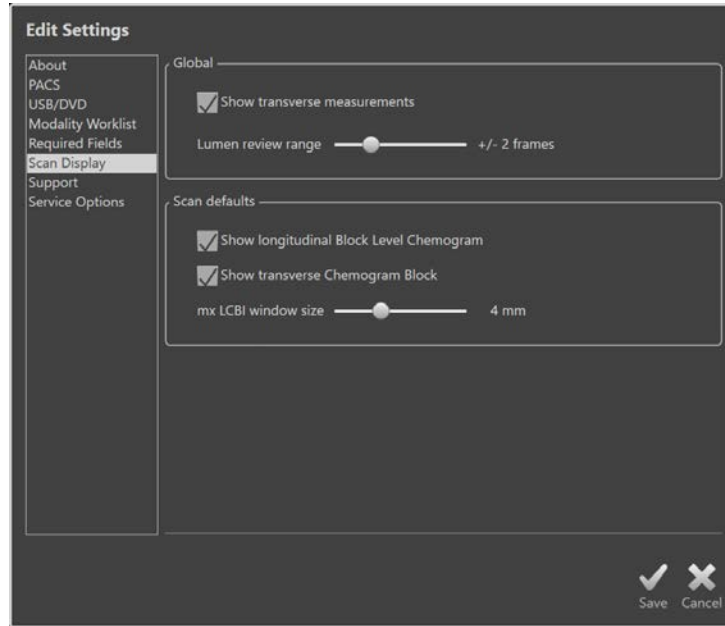 Edit Settings
About
PACS
USB/DVD
Modality Worklist
Required Fields
Scan Display
Support
Service Options
Global
Show transverse measurements
Lumen review range +/- 2 frames
Scan defaults
Show longitudinal Block Level Chemogram
Show transverse Chemogram Block
mx LCBI window size 4 mm
Save Cancel